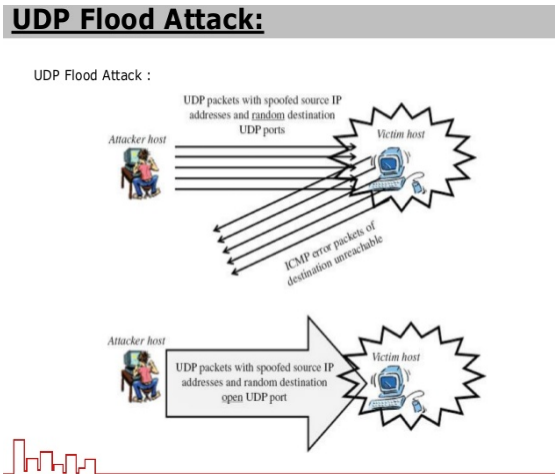 UDP Flood Attack:
UDP Flood Attack :
UDP packets with spoofed source IP
addresses and random destination
UDP ports
Attacker host
Victim host
ICMP error packets of
destination unreachable
Attacker host
Victim host
UDP packets with spoofed source IP
addresses and random destination
open UDP port